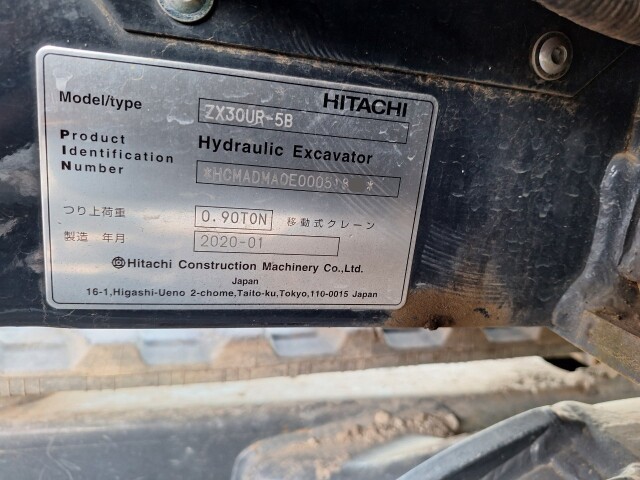 HITACHI
Model/type ZX30UR-5B
Hydraulic Excavator
Product
Identification
Number *HCMADMA0E000518 *
つり上荷重 0.90TON 移動式クレーン
製造 年月 2020-01
Hitachi Construction Machinery Co.,Ltd.
Japan
16-1,Higashi-Ueno 2-chome,Taito-ku,Tokyo,110-0015 Japan